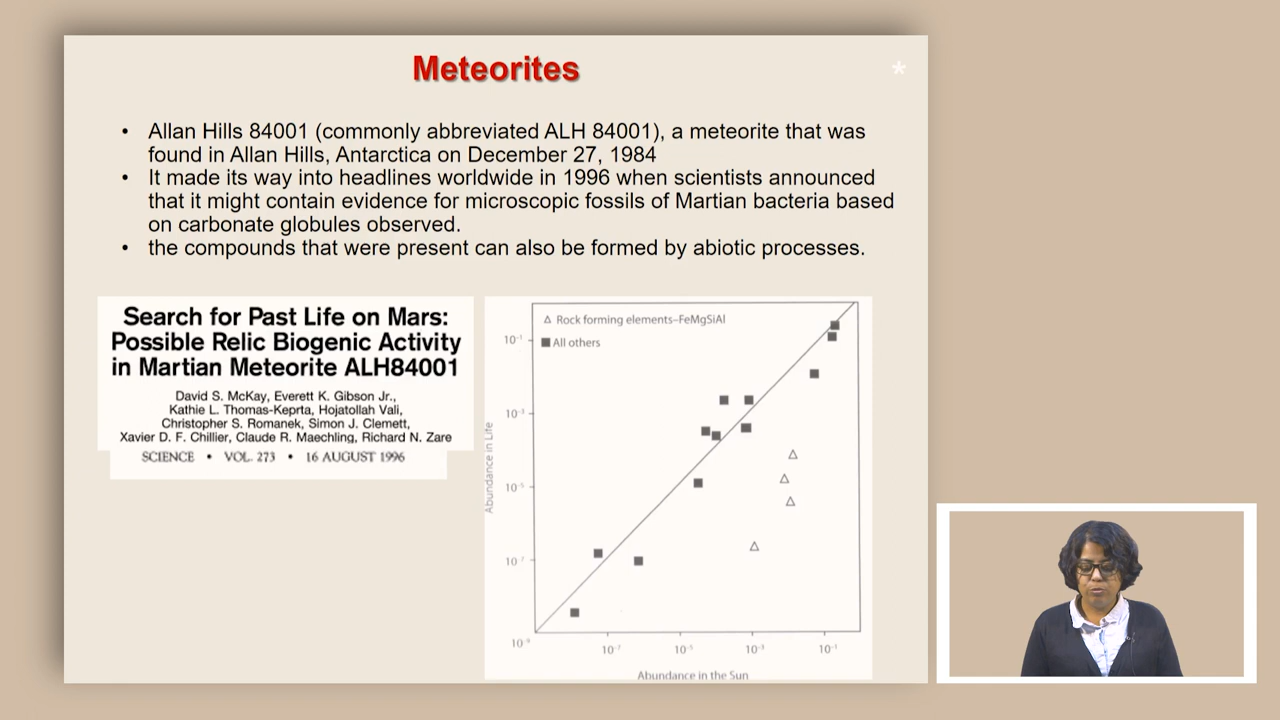 Meteorites
*
• Allan Hills 84001 (commonly abbreviated ALH 84001), a meteorite that was
found in Allan Hills, Antarctica on December 27, 1984
• It made its way into headlines worldwide in 1996 when scientists announced
that it might contain evidence for microscopic fossils of Martian bacteria based
on carbonate globules observed.
• the compounds that were present can also be formed by abiotic processes.
Search for Past Life on Mars:
Possible Relic Biogenic Activity
in Martian Meteorite ALH84001
David S. McKay, Everett K. Gibson Jr.,
Kathie L. Thomas-Keprta, Hojatollah Vali,
Christopher S. Romanek, Simon J. Clemett,
Xavier D. F. Chillier, Claude R. Maechling, Richard N. Zare
SCIENCE • VOL. 273 • 16 AUGUST 1996
Rock forming elements–FeMgSiAl
All others
Abundance in Life
10⁻¹
10⁻³
10⁻⁵
10⁻⁷
10⁻⁷
10⁻⁵
10⁻³
10⁻¹
Abundance in the Sun